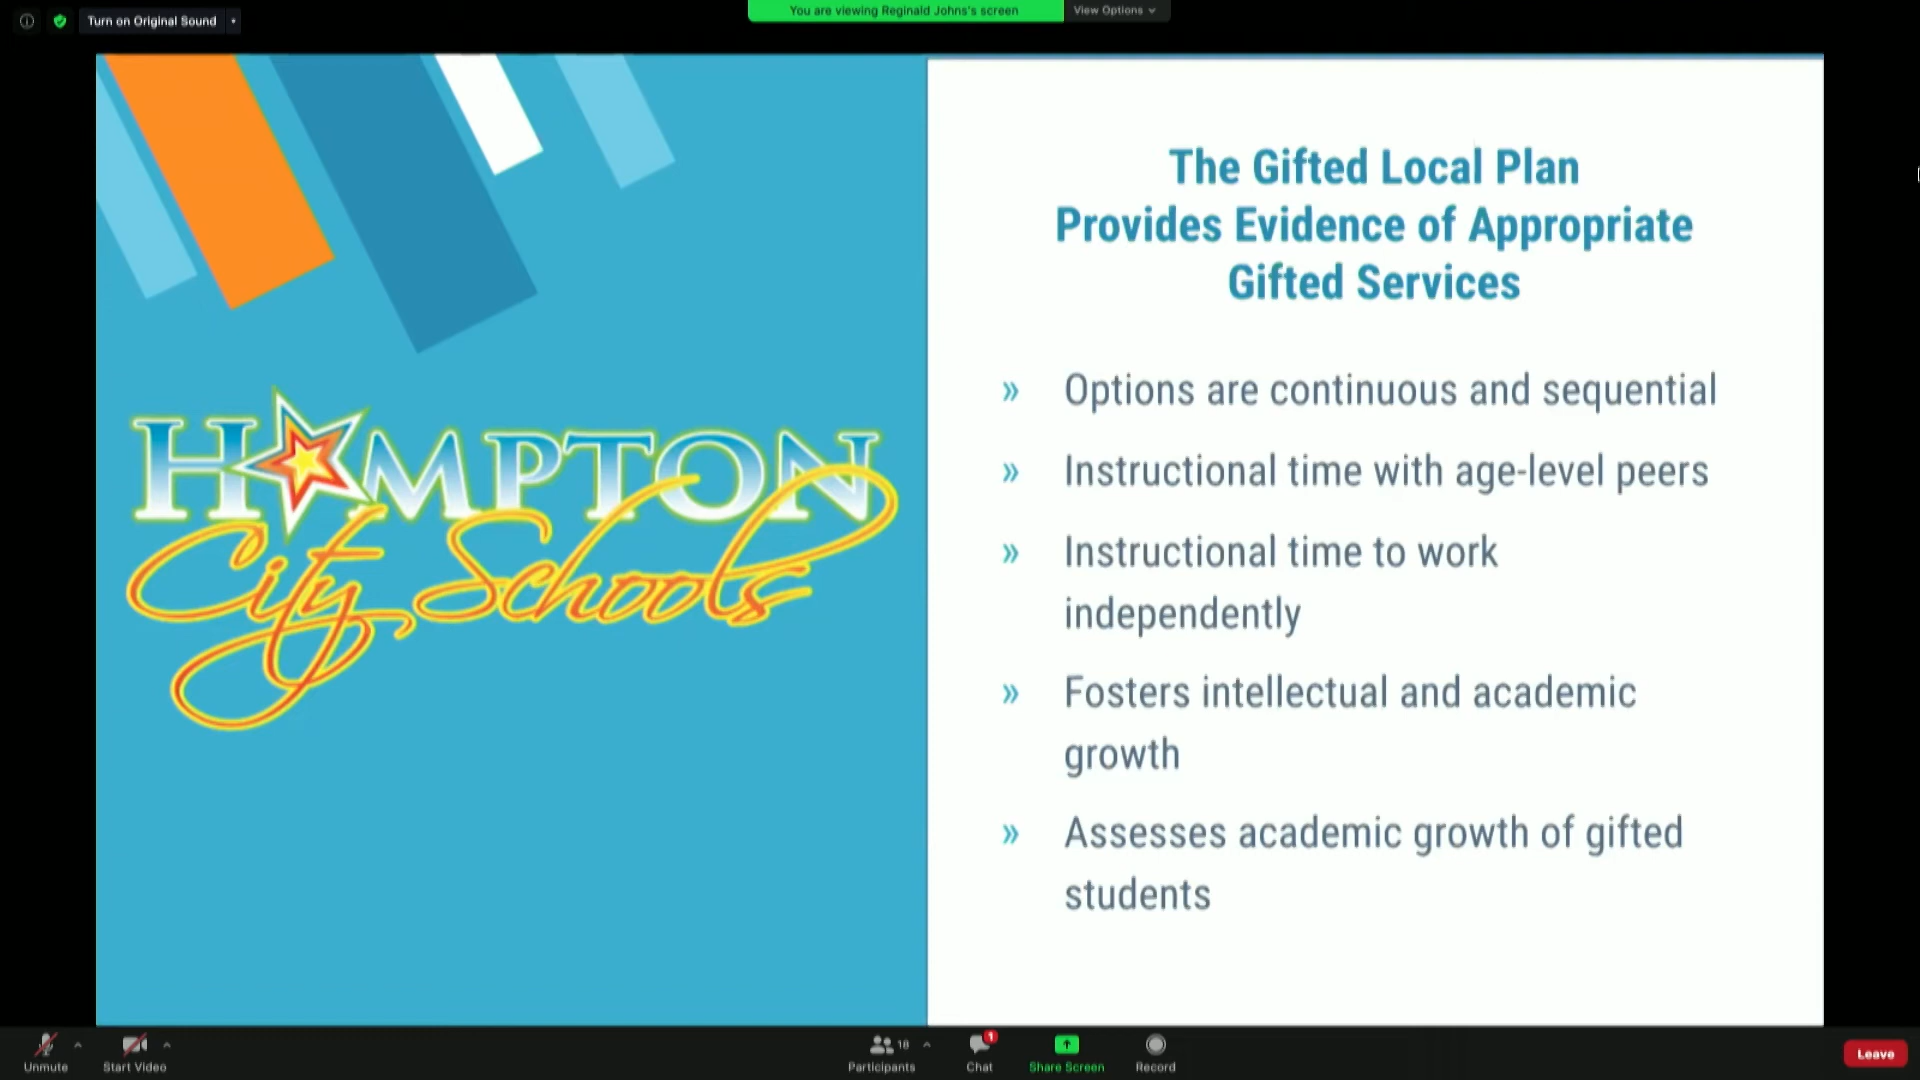 Turn on Original Sound
You are viewing Reginald Johns's screen
View Options
The Gifted Local Plan
Provides Evidence of Appropriate
Gifted Services
» Options are continuous and sequential
» Instructional time with age-level peers
» Instructional time to work
independently
» Fosters intellectual and academic
growth
» Assesses academic growth of gifted
students
HAMPTON
City Schools
Unmute
Start Video
18
Participants
1
Chat
Share Screen
Record
Leave